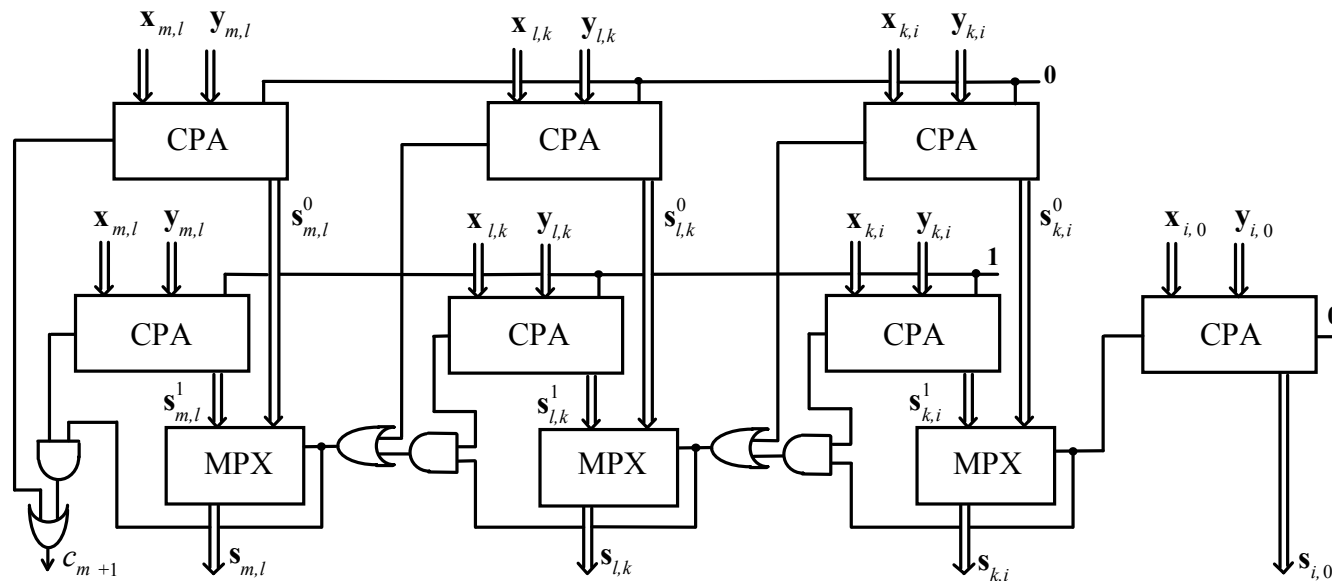 x_{m,l} y_{m,l} x_{l,k} y_{l,k} x_{k,i} y_{k,i}
0
CPA CPA CPA
x_{m,l} y_{m,l} s^0_{m,l} x_{l,k} y_{l,k} s^0_{l,k} x_{k,i} y_{k,i} s^0_{k,i} x_{i,0} y_{i,0}
1
CPA CPA CPA CPA 0
s^1_{m,l} s^1_{l,k} s^1_{k,i}
MPX MPX MPX
c_{m+1} s_{m,l} s_{l,k} s_{k,i} s_{i,0}